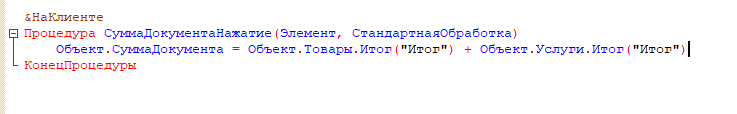 &НаКлиенте
Процедура СуммаДокументаНажатие(Элемент, СтандартнаяОбработка)
Объект.СуммаДокумента = Объект.Товары.Итог("Итог") + Объект.Услуги.Итог("Итог")
КонецПроцедуры